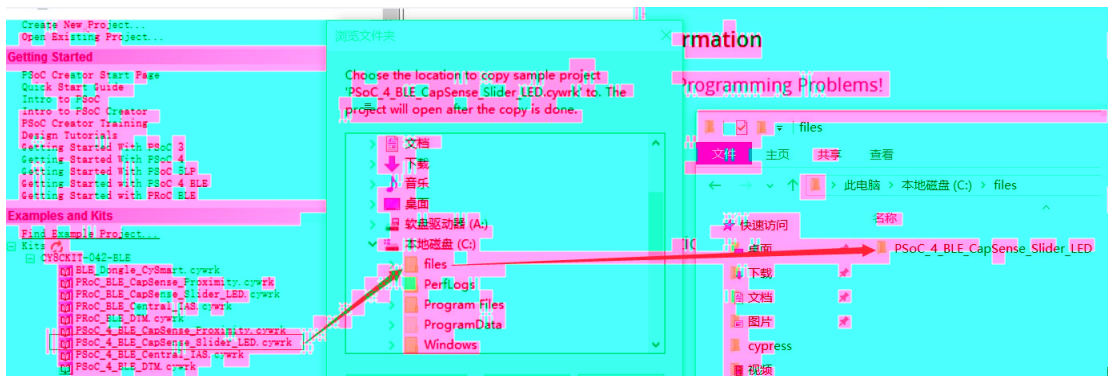 Create New Project...
Open Existing Project...
Getting Started
PSoC Creator Start Page
Quick Start Guide
Intro to PSoC
Intro to PSoC Creator
PSoC Creator Training
Design Tutorials
Getting Started With PSoC 3
Getting Started With PSoC 4
Getting Started With PSoC 5LP
Getting Started with PSoC 4 BLE
Getting Started with PRoC BLE
Examples and Kits
Find Example Project...
Kits
CY8CKIT-042-BLE
BLE_Dongle_CySmart.cywrk
PRoC_BLE_CapSense_Proximity.cywrk
PRoC_BLE_CapSense_Slider_LED.cywrk
PRoC_BLE_Central_IAS.cywrk
PRoC_BLE_DTM.cywrk
PSoC_4_BLE_CapSense_Proximity.cywrk
PSoC_4_BLE_CapSense_Slider_LED.cywrk
PSoC_4_BLE_Central_IAS.cywrk
PSoC_4_BLE_DTM.cywrk
浏览文件夹
Choose the location to copy sample project
'PSoC_4_BLE_CapSense_Slider_LED.cywrk' to. The
project will open after the copy is done.
文档
下载
音乐
桌面
软盘驱动器 (A:)
本地磁盘 (C:)
files
PerfLogs
Program Files
ProgramData
Windows
rmation
Programming Problems!
files
文件 主页 共享 查看
此电脑 > 本地磁盘 (C:) > files
名称
快速访问
桌面
下载
文档
图片
cypress
视频
PSoC_4_BLE_CapSense_Slider_LED